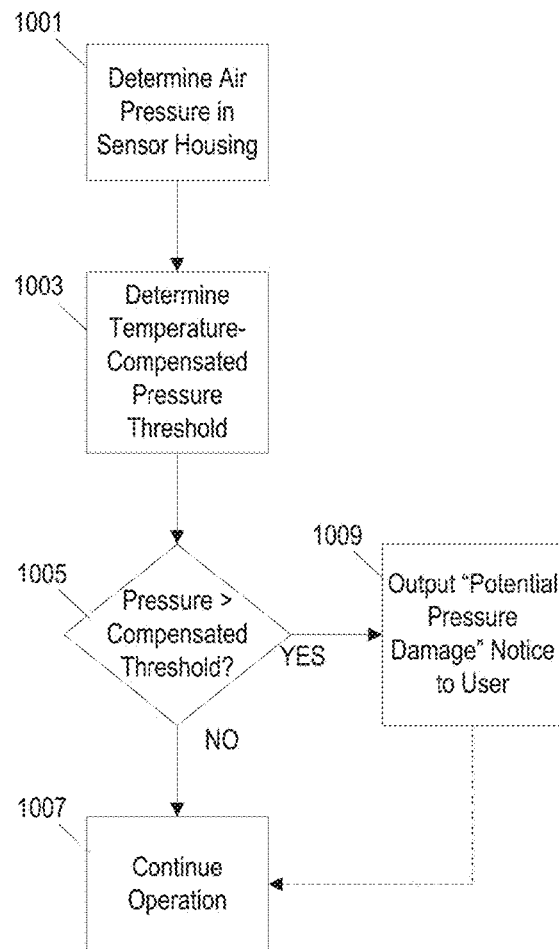 1001
Determine Air
Pressure in
Sensor Housing
1003
Determine
Temperature-
Compensated
Pressure
Threshold
1005
Pressure >
Compensated
Threshold?
YES
NO
1009
Output “Potential
Pressure
Damage” Notice
to User
1007
Continue
Operation